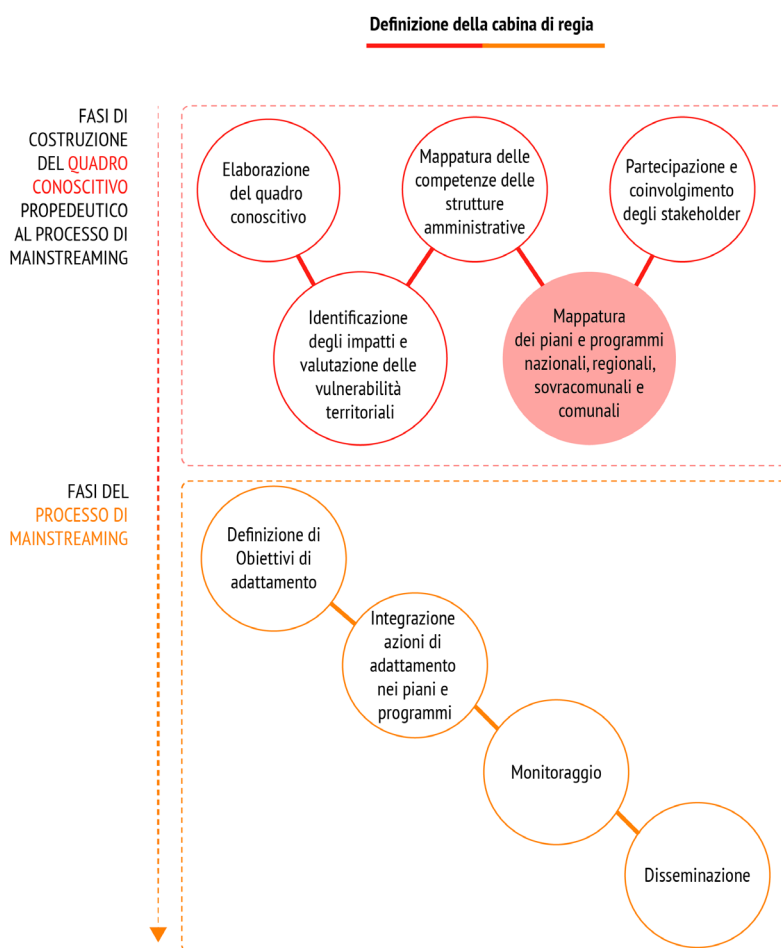 Definizione della cabina di regia
FASI DI
COSTRUZIONE
DEL QUADRO
CONOSCITIVO
PROPEDEUTICO
AL PROCESSO DI
MAINSTREAMING
Elaborazione
del quadro
conoscitivo
Identificazione
degli impatti e
valutazione delle
vulnerabilità
territoriali
Mappatura delle
competenze delle
strutture
amministrative
Mappatura
dei piani e programmi
nazionali, regionali,
sovracomunali e
comunali
Partecipazione e
coinvolgimento
degli stakeholder
FASI DEL
PROCESSO DI
MAINSTREAMING
Definizione di
Obiettivi di
adattamento
Integrazione
azioni di
adattamento
nei piani e
programmi
Monitoraggio
Disseminazione